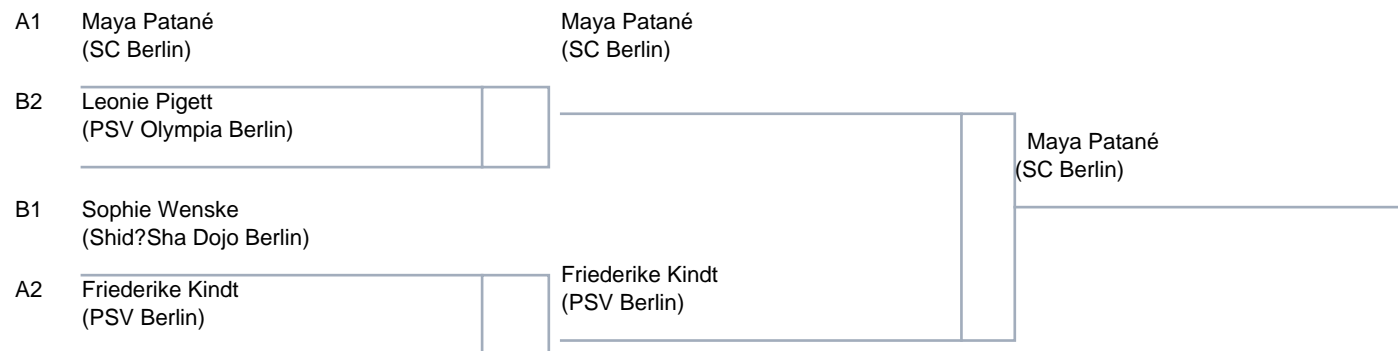 A1 Maya Patané
(SC Berlin)
B2 Leonie Pigett
(PSV Olympia Berlin)
B1 Sophie Wenske
(Shid?Sha Dojo Berlin)
A2 Friederike Kindt
(PSV Berlin)
Maya Patané
(SC Berlin)
Friederike Kindt
(PSV Berlin)
Maya Patané
(SC Berlin)